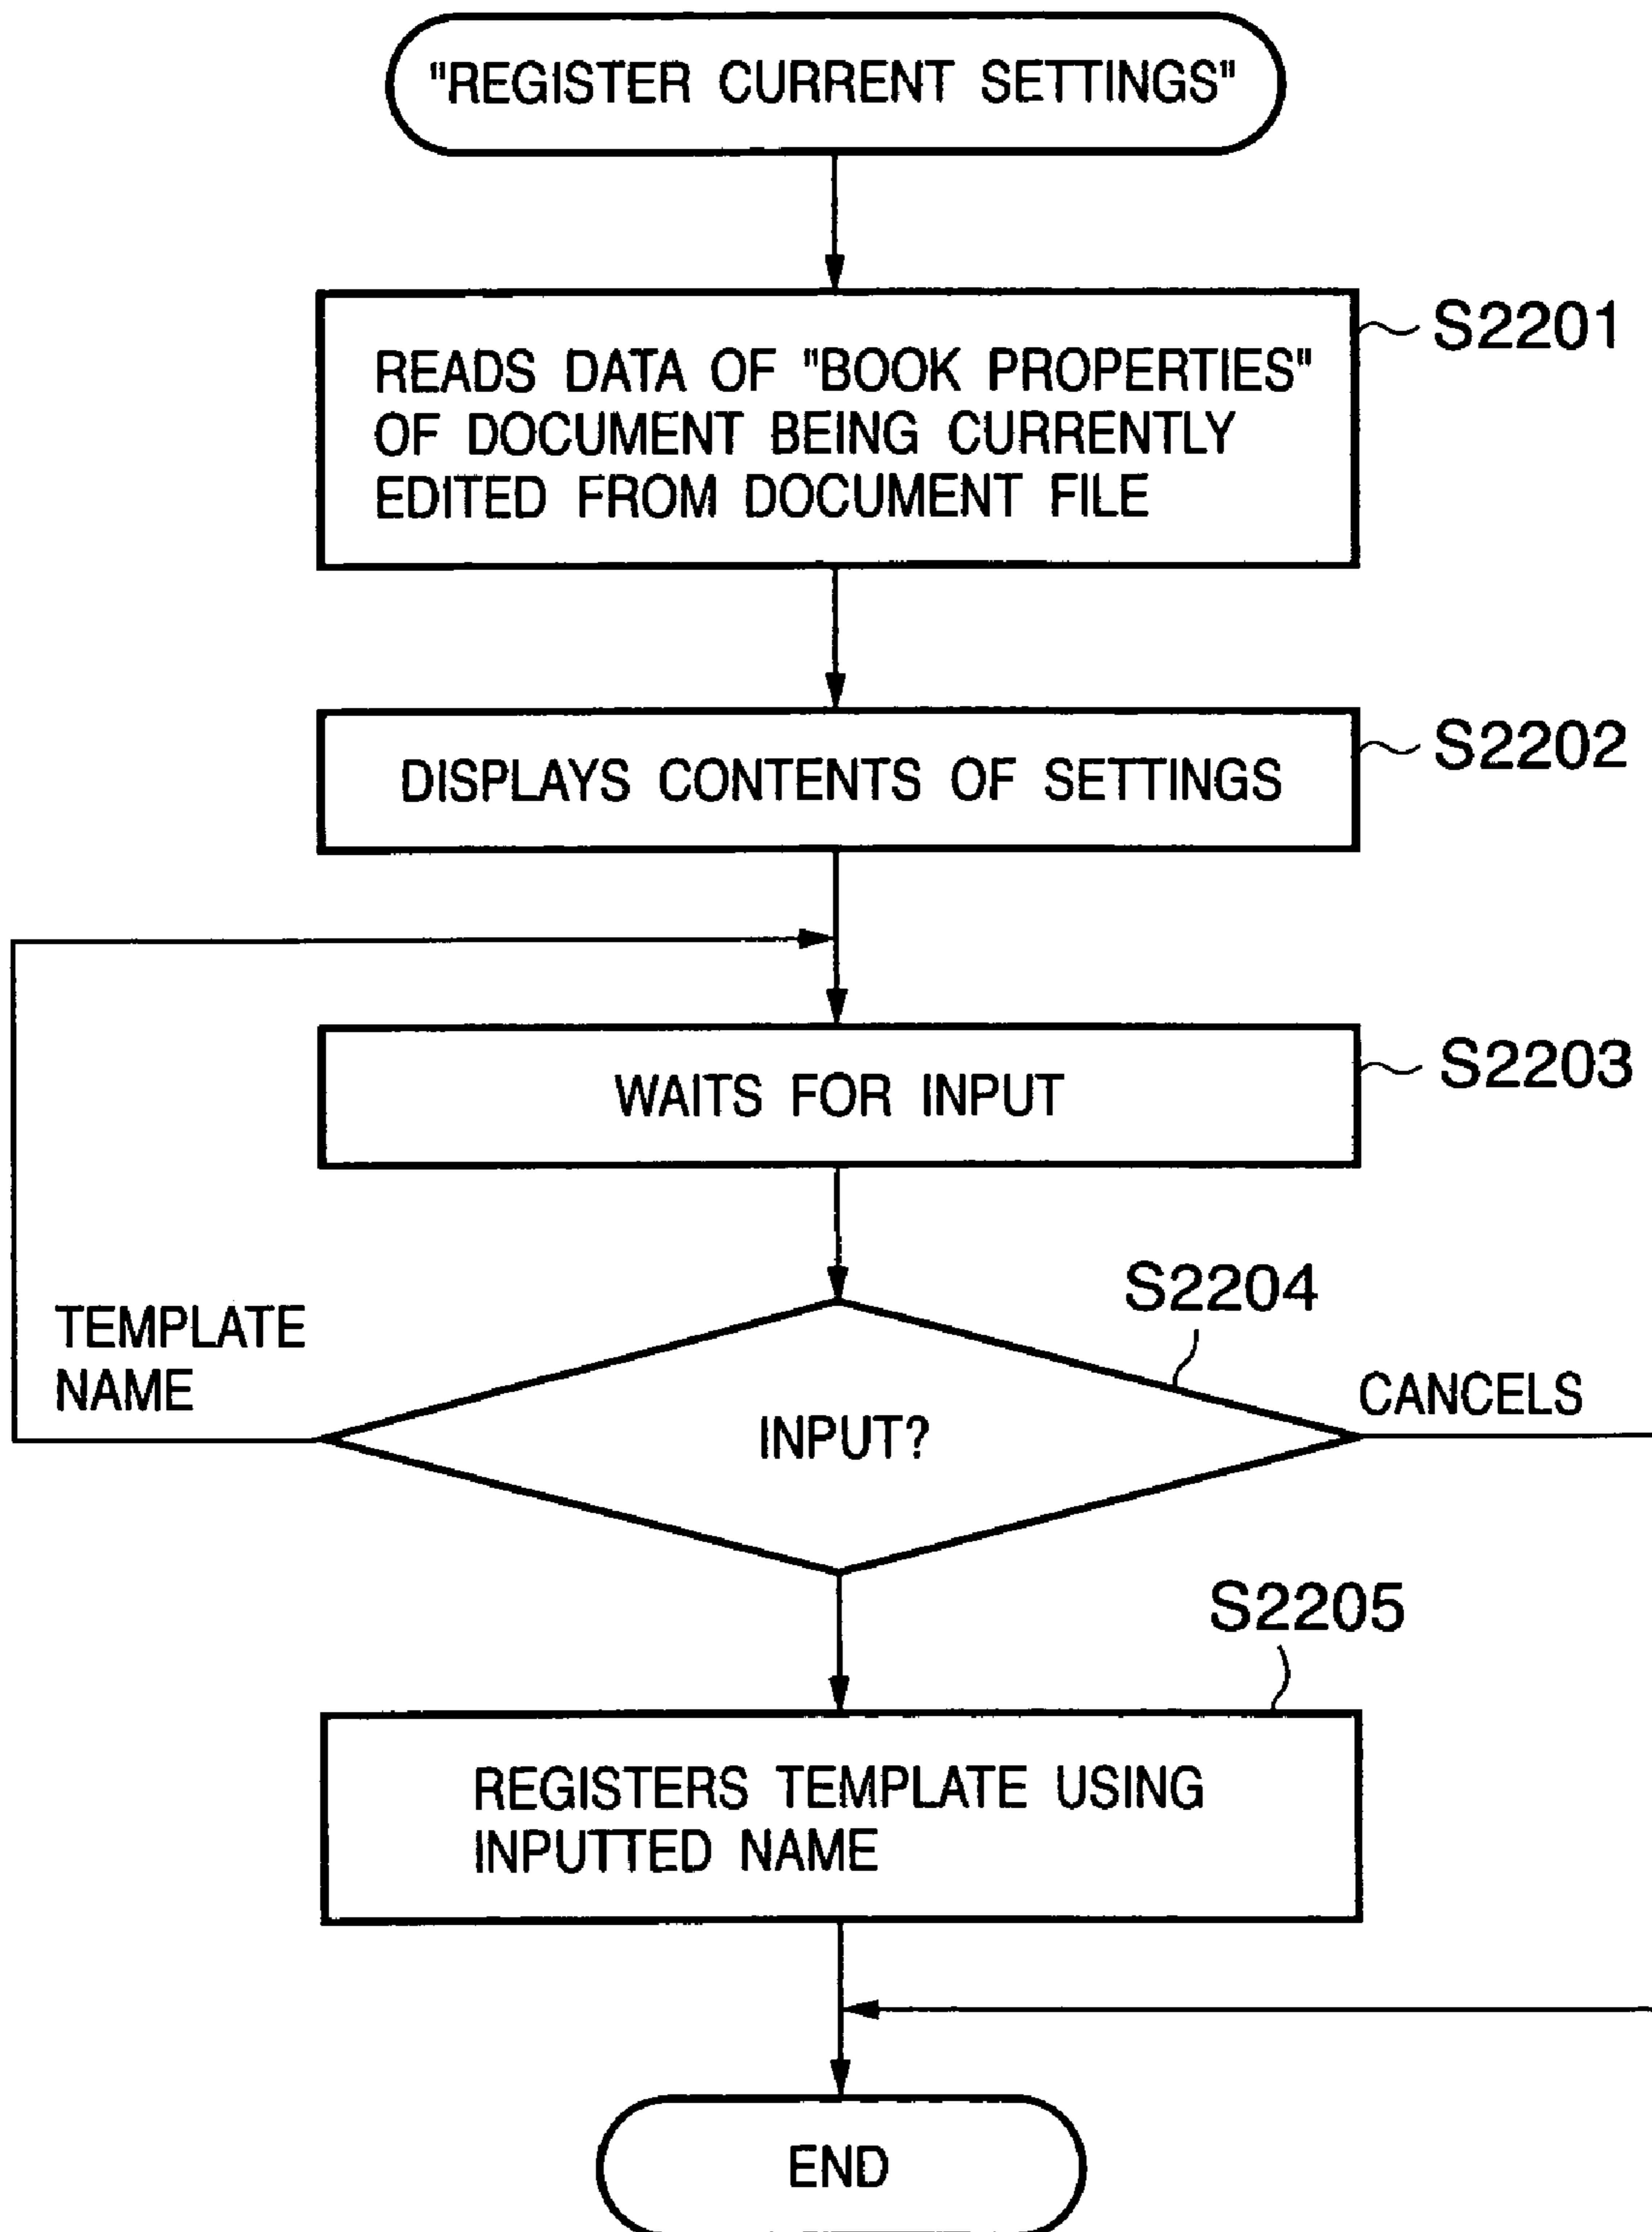 "REGISTER CURRENT SETTINGS"
S2201
READS DATA OF "BOOK PROPERTIES"
OF DOCUMENT BEING CURRENTLY
EDITED FROM DOCUMENT FILE
S2202
DISPLAYS CONTENTS OF SETTINGS
S2203
WAITS FOR INPUT
S2204
TEMPLATE
NAME
CANCELS
INPUT?
S2205
REGISTERS TEMPLATE USING
INPUTTED NAME
END